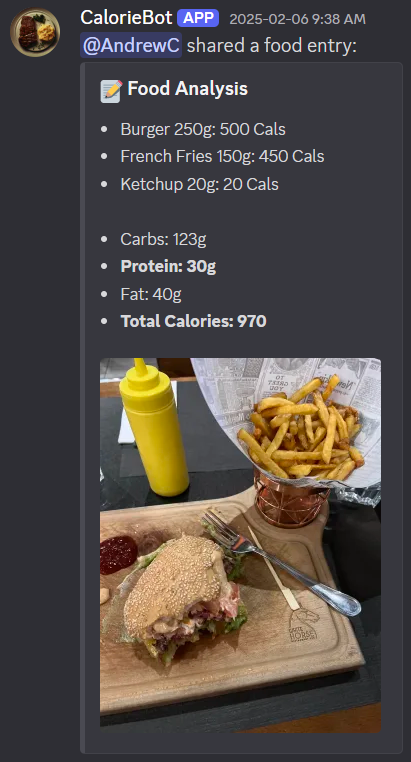 CalorieBot APP 2025-02-06 9:38 AM
@AndrewC shared a food entry:
📝 Food Analysis
• Burger 250g: 500 Cals
• French Fries 150g: 450 Cals
• Ketchup 20g: 20 Cals
• Carbs: 123g
• Protein: 30g
• Fat: 40g
• Total Calories: 970
HORSE